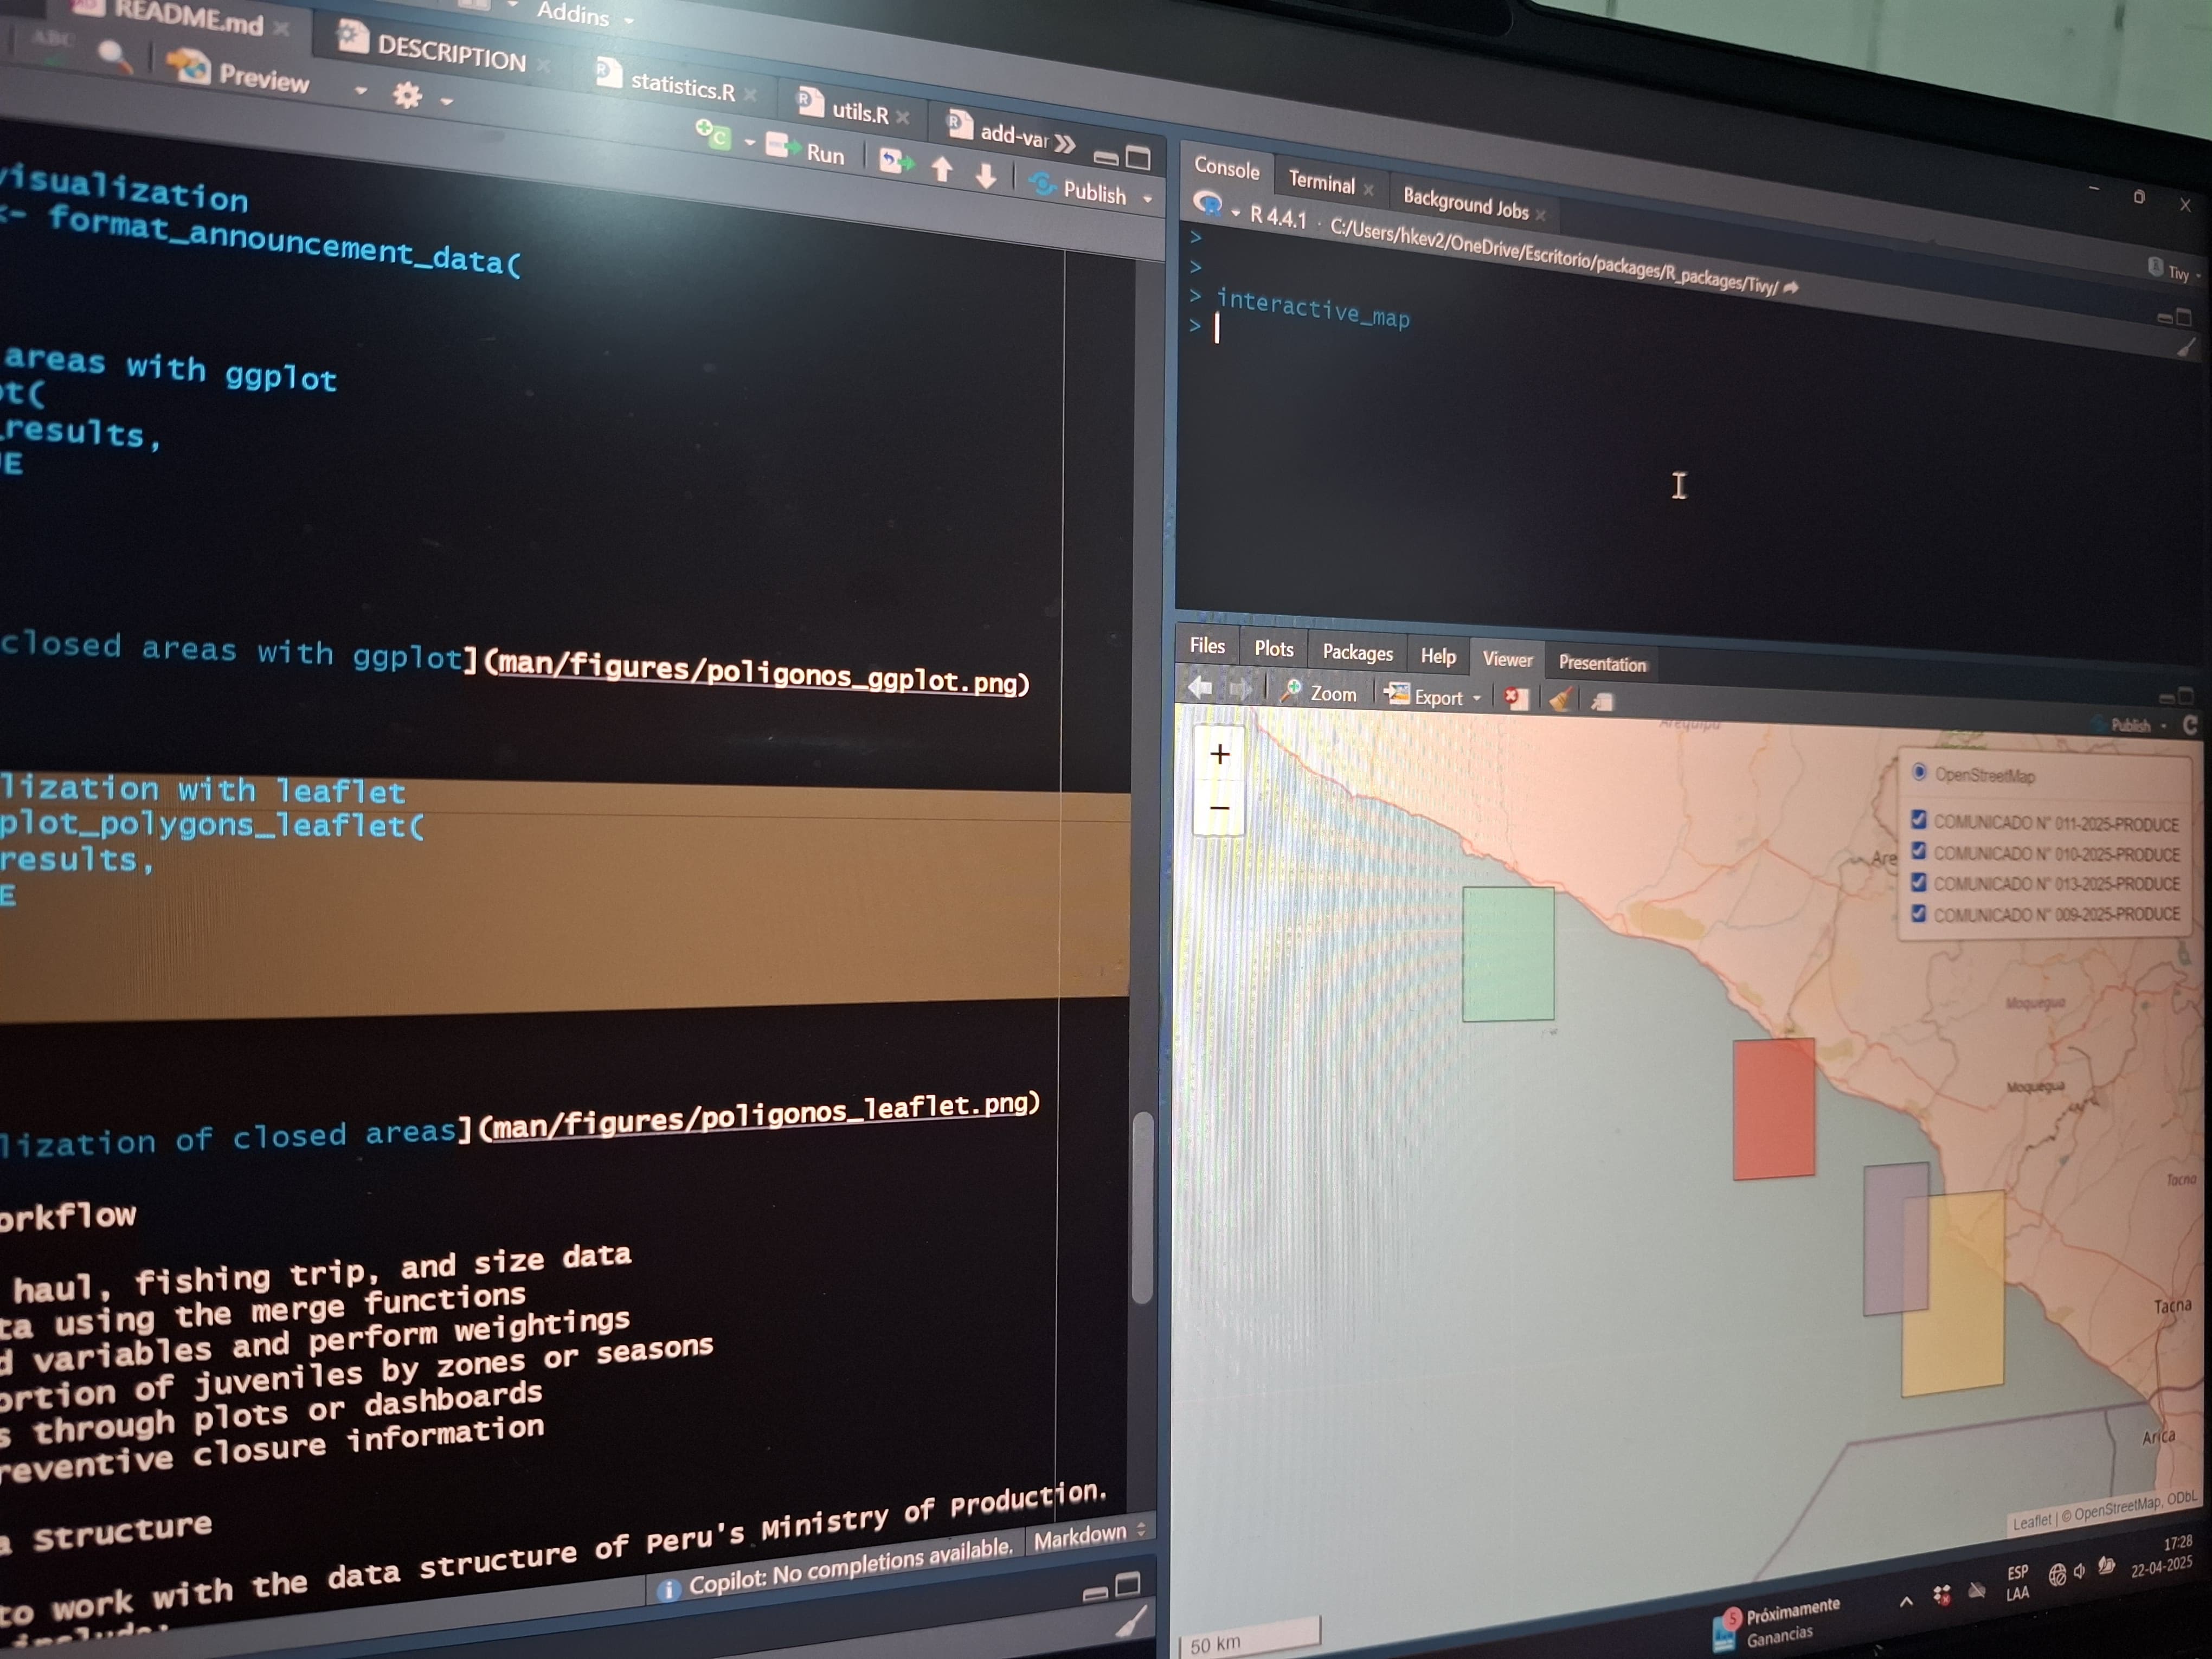 Addins
README.md
DESCRIPTION
statistics.R
utils.R
add-var
ABC
Preview
Run
Publish
visualization
<- format_announcement_data(
areas with ggplot
ot(
_results,
UE
closed areas with ggplot](man/figures/poligonos_ggplot.png)
lization with leaflet
plot_polygons_leaflet(
results,
E
lization of closed areas](man/figures/poligonos_leaflet.png)
orkflow
haul, fishing trip, and size data
ta using the merge functions
d variables and perform weightings
ortion of juveniles by zones or seasons
s through plots or dashboards
reventive closure information
a Structure
to work with the data structure of Peru's Ministry of Production.
include:
Copilot: No completions available.
Markdown
Console
Terminal
Background Jobs
R 4.4.1 · C:/Users/hkev2/OneDrive/Escritorio/packages/R_packages/Tivy/
Tivy
>
>
> interactive_map
>
Files
Plots
Packages
Help
Viewer
Presentation
Zoom
Export
Publish
+
−
Arequipa
OpenStreetMap
COMUNICADO N° 011-2025-PRODUCE
COMUNICADO N° 010-2025-PRODUCE
COMUNICADO N° 013-2025-PRODUCE
COMUNICADO N° 009-2025-PRODUCE
Are
Moquegua
Moquegua
Tacna
Tacna
Arica
Leaflet | © OpenStreetMap, ODbL
50 km
5
Próximamente
Ganancias
ESP
LAA
17:28
22-04-2025